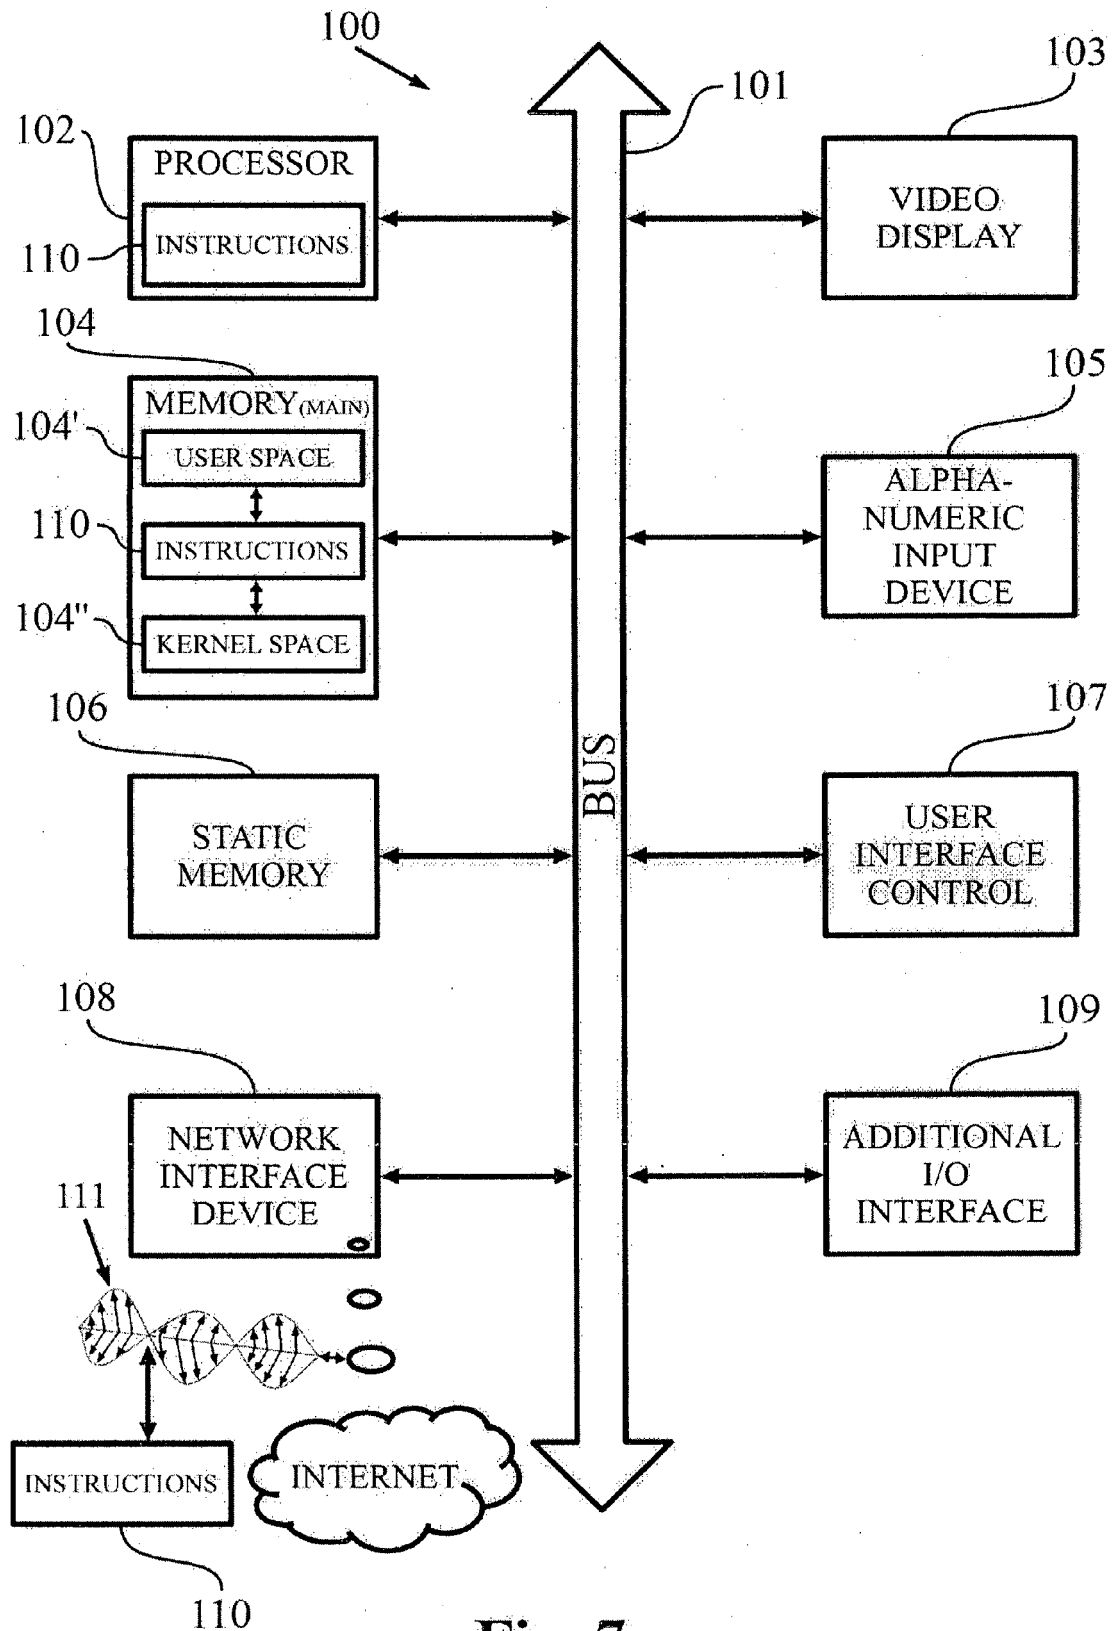 100
101
103
102
PROCESSOR
110
INSTRUCTIONS
VIDEO
DISPLAY
104
MEMORY(MAIN)
104'
USER SPACE
110
INSTRUCTIONS
104"
KERNEL SPACE
105
ALPHA-
NUMERIC
INPUT
DEVICE
106
STATIC
MEMORY
BUS
107
USER
INTERFACE
CONTROL
108
NETWORK
INTERFACE
DEVICE
109
ADDITIONAL
I/O
INTERFACE
111
INSTRUCTIONS
INTERNET
110